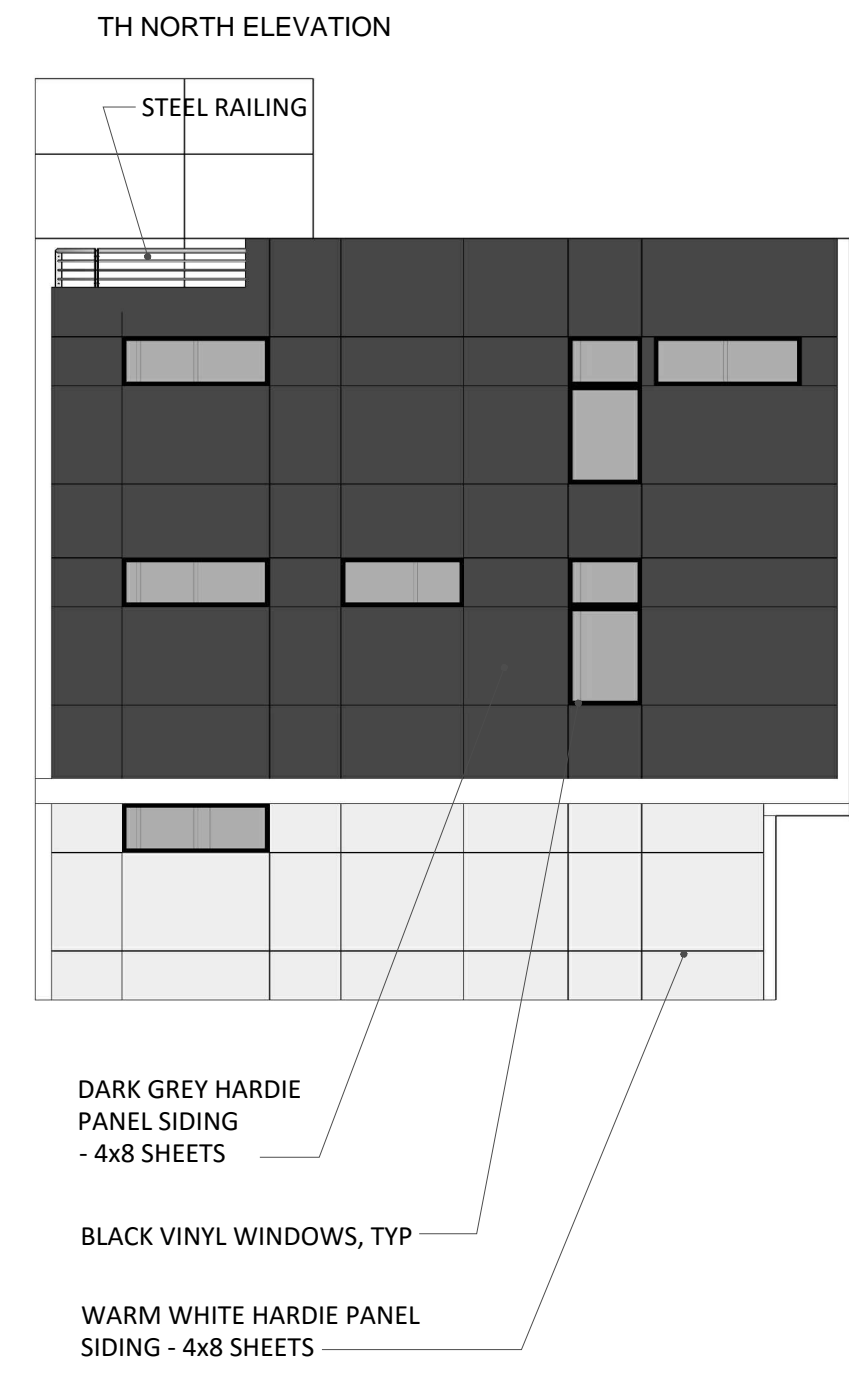 TH NORTH ELEVATION
STEEL RAILING
DARK GREY HARDIE
PANEL SIDING
- 4x8 SHEETS
BLACK VINYL WINDOWS, TYP
WARM WHITE HARDIE PANEL
SIDING - 4x8 SHEETS